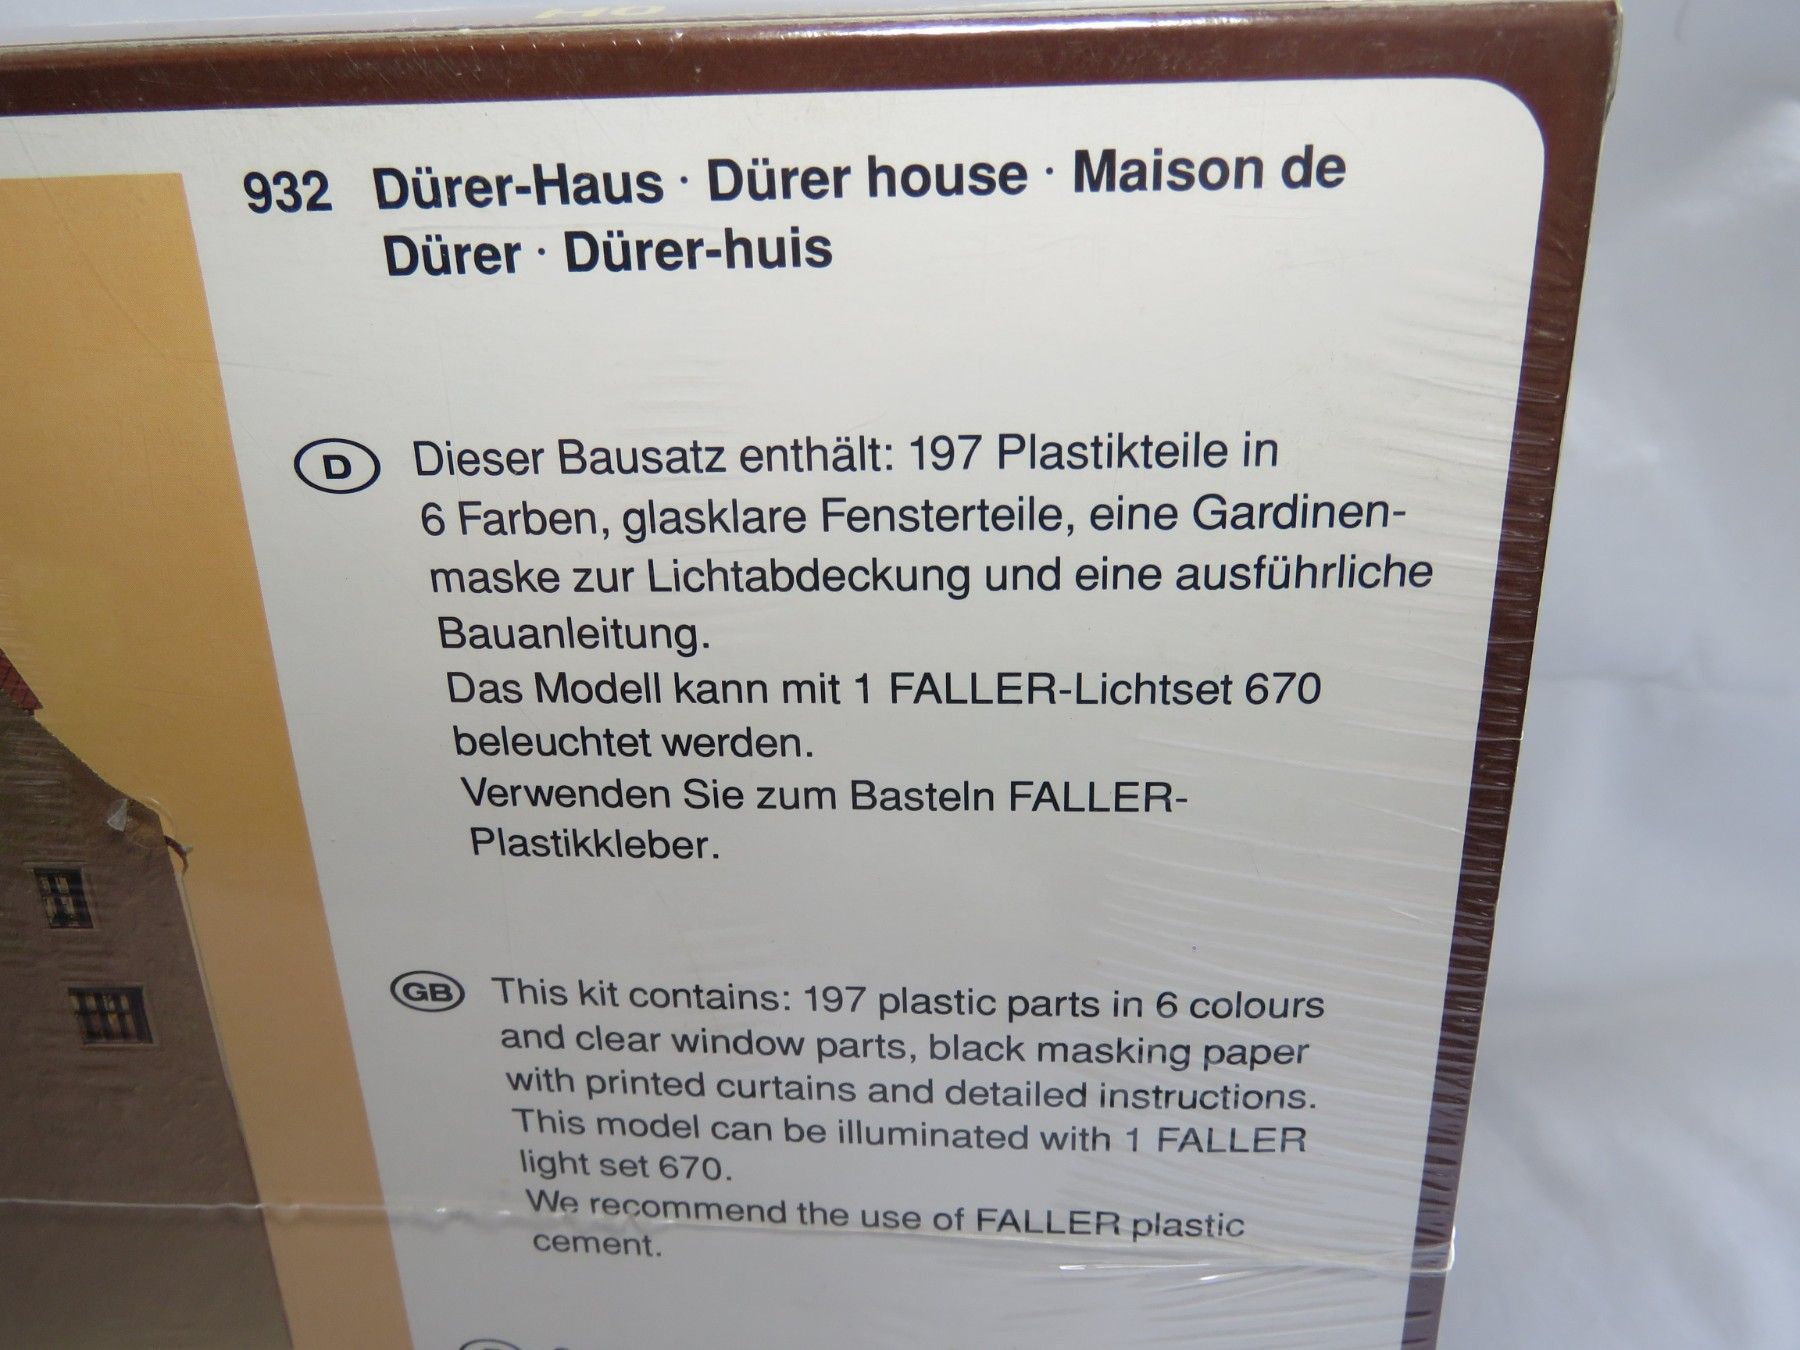 HO
932 Dürer-Haus · Dürer house · Maison de
Dürer · Dürer-huis
D Dieser Bausatz enthält: 197 Plastikteile in
6 Farben, glasklare Fensterteile, eine Gardinen-
maske zur Lichtabdeckung und eine ausführliche
Bauanleitung.
Das Modell kann mit 1 FALLER-Lichtset 670
beleuchtet werden.
Verwenden Sie zum Basteln FALLER-
Plastikkleber.
GB This kit contains: 197 plastic parts in 6 colours
and clear window parts, black masking paper
with printed curtains and detailed instructions.
This model can be illuminated with 1 FALLER
light set 670.
We recommend the use of FALLER plastic
cement.